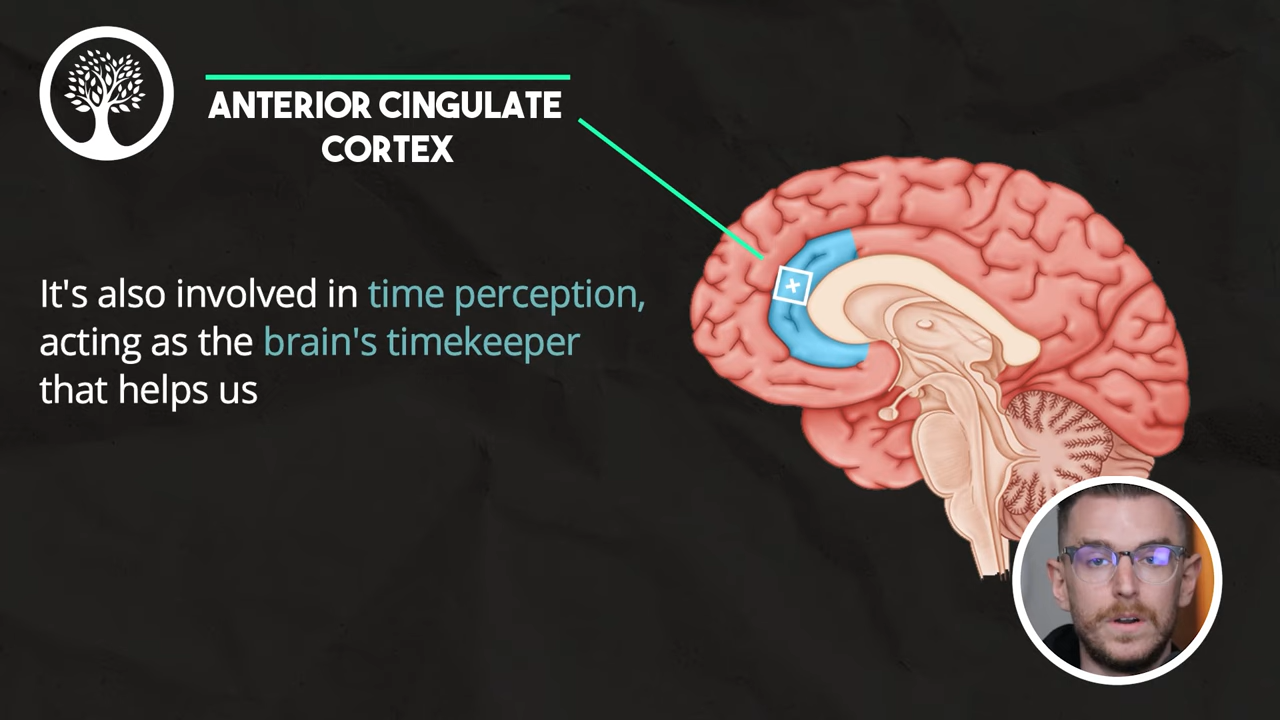 ANTERIOR CINGULATE
CORTEX
It's also involved in time perception,
acting as the brain's timekeeper
that helps us